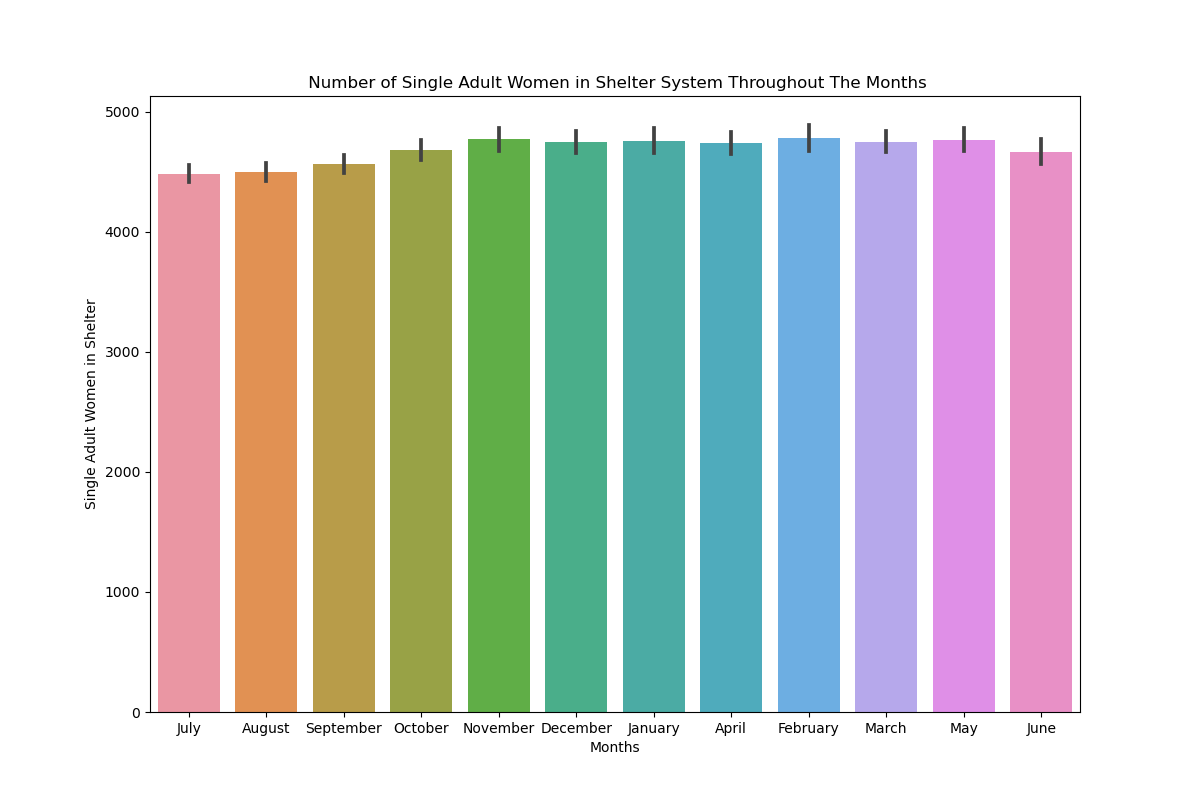 Number of Single Adult Women in Shelter System Throughout The Months
Single Adult Women in Shelter
5000
4000
3000
2000
1000
0
July August September October November December January April February March May June
Months